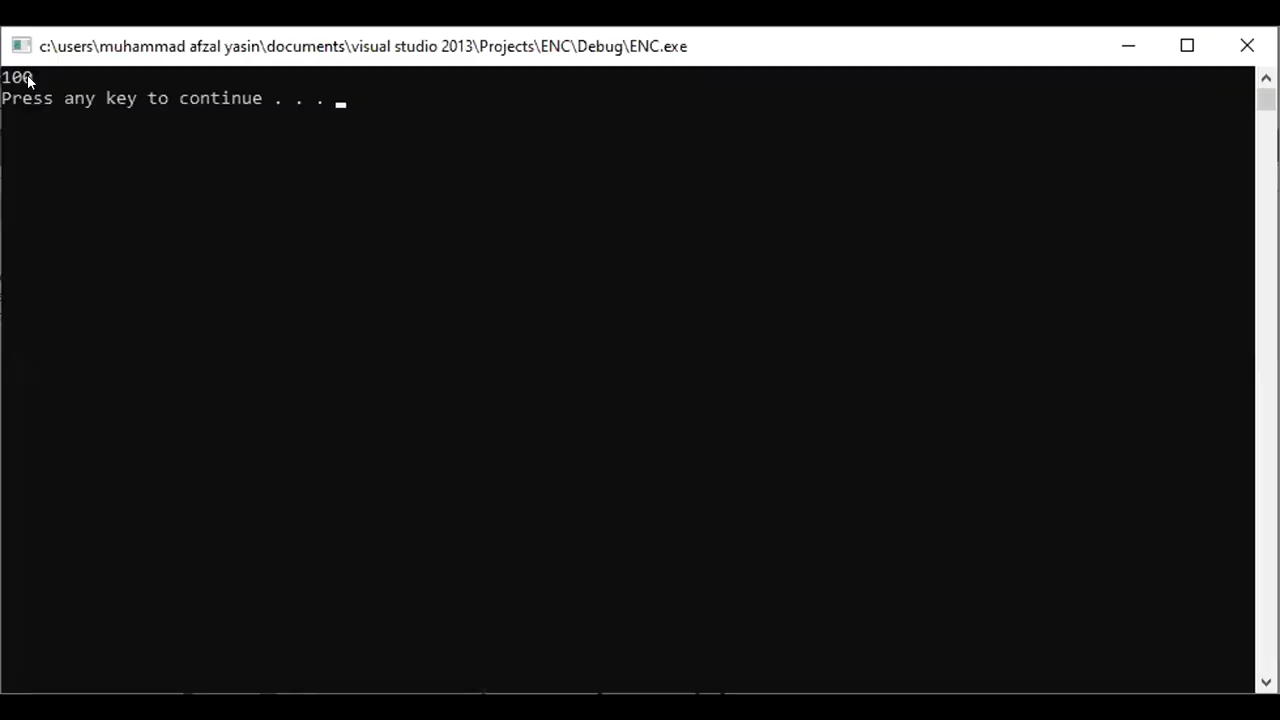 c:\users\muhammad afzal yasin\documents\visual studio 2013\Projects\ENC\Debug\ENC.exe
100
Press any key to continue . . .